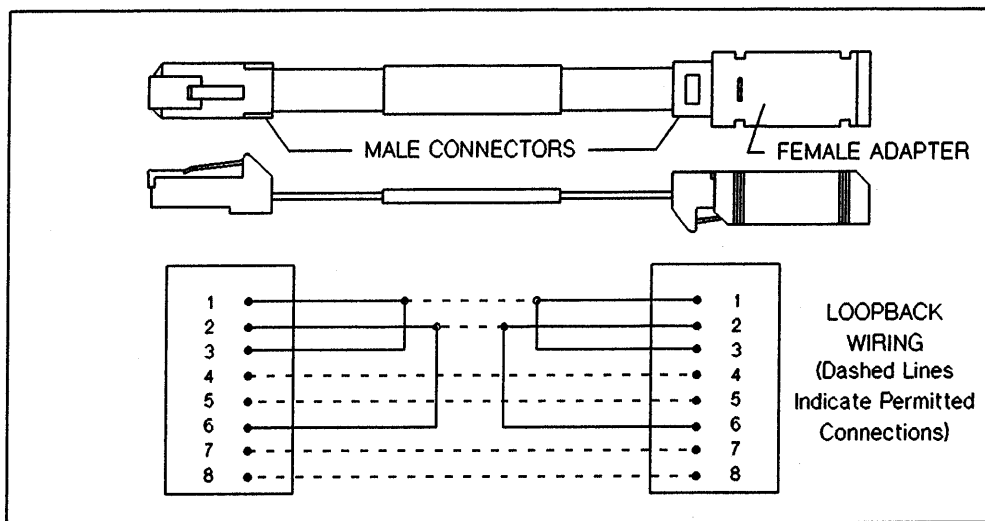 MALE CONNECTORS
FEMALE ADAPTER
1
2
3
4
5
6
7
8
1
2
3
4
5
6
7
8
LOOPBACK
WIRING
(Dashed Lines
Indicate Permitted
Connections)